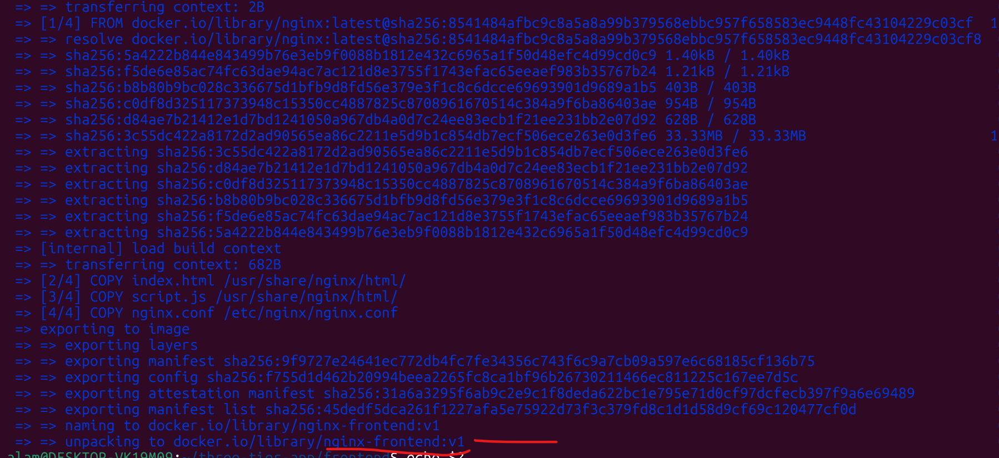 => => transferring context: 2B
=> [1/4] FROM docker.io/library/nginx:latest@sha256:8541484afbc9c8a5a8a99b379568ebbc957f658583ec9448fc43104229c03cf 1
=> => resolve docker.io/library/nginx:latest@sha256:8541484afbc9c8a5a8a99b379568ebbc957f658583ec9448fc43104229c03cf8
=> => sha256:5a4222b844e843499b76e3eb9f0088b1812e432c6965a1f50d48efc4d99cd0c9 1.40kB / 1.40kB
=> => sha256:f5de6e85ac74fc63dae94ac7ac121d8e3755f1743efac65eeaef983b35767b24 1.21kB / 1.21kB
=> => sha256:b8b80b9bc028c336675d1bfb9d8fd56e379e3f1c8c6dcce69693901d9689a1b5 403B / 403B
=> => sha256:c0df8d325117373948c15350cc4887825c8708961670514c384a9f6ba86403ae 954B / 954B
=> => sha256:d84ae7b21412e1d7bd1241050a967db4a0d7c24ee83ecb1f21ee231bb2e07d92 628B / 628B
=> => sha256:3c55dc422a8172d2ad90565ea86c2211e5d9b1c854db7ecf506ece263e0d3fe6 33.33MB / 33.33MB 1
=> => extracting sha256:3c55dc422a8172d2ad90565ea86c2211e5d9b1c854db7ecf506ece263e0d3fe6
=> => extracting sha256:d84ae7b21412e1d7bd1241050a967db4a0d7c24ee83ecb1f21ee231bb2e07d92
=> => extracting sha256:c0df8d325117373948c15350cc4887825c8708961670514c384a9f6ba86403ae
=> => extracting sha256:b8b80b9bc028c336675d1bfb9d8fd56e379e3f1c8c6dcce69693901d9689a1b5
=> => extracting sha256:f5de6e85ac74fc63dae94ac7ac121d8e3755f1743efac65eeaef983b35767b24
=> => extracting sha256:5a4222b844e843499b76e3eb9f0088b1812e432c6965a1f50d48efc4d99cd0c9
=> [internal] load build context
=> => transferring context: 682B
=> [2/4] COPY index.html /usr/share/nginx/html/
=> [3/4] COPY script.js /usr/share/nginx/html/
=> [4/4] COPY nginx.conf /etc/nginx/nginx.conf
=> exporting to image
=> => exporting layers
=> => exporting manifest sha256:9f9727e24641ec772db4fc7fe34356c743f6c9a7cb09a597e6c68185cf136b75
=> => exporting config sha256:f755d1d462b20994beea2265fc8ca1bf96b26730211466ec811225c167ee7d5c
=> => exporting attestation manifest sha256:31a6a3295f6ab9c2e9c1f8deda622bc1e795e71d0cf97dcfecb397f9a6e69489
=> => exporting manifest list sha256:45dedf5dca261f1227afa5e75922d73f3c379fd8c1d1d58d9cf69c120477cf0d
=> => naming to docker.io/library/nginx-frontend:v1
=> => unpacking to docker.io/library/nginx-frontend:v1
alam@DESKTOP-VK19M09:~/three-tier-app/frontend$ echo